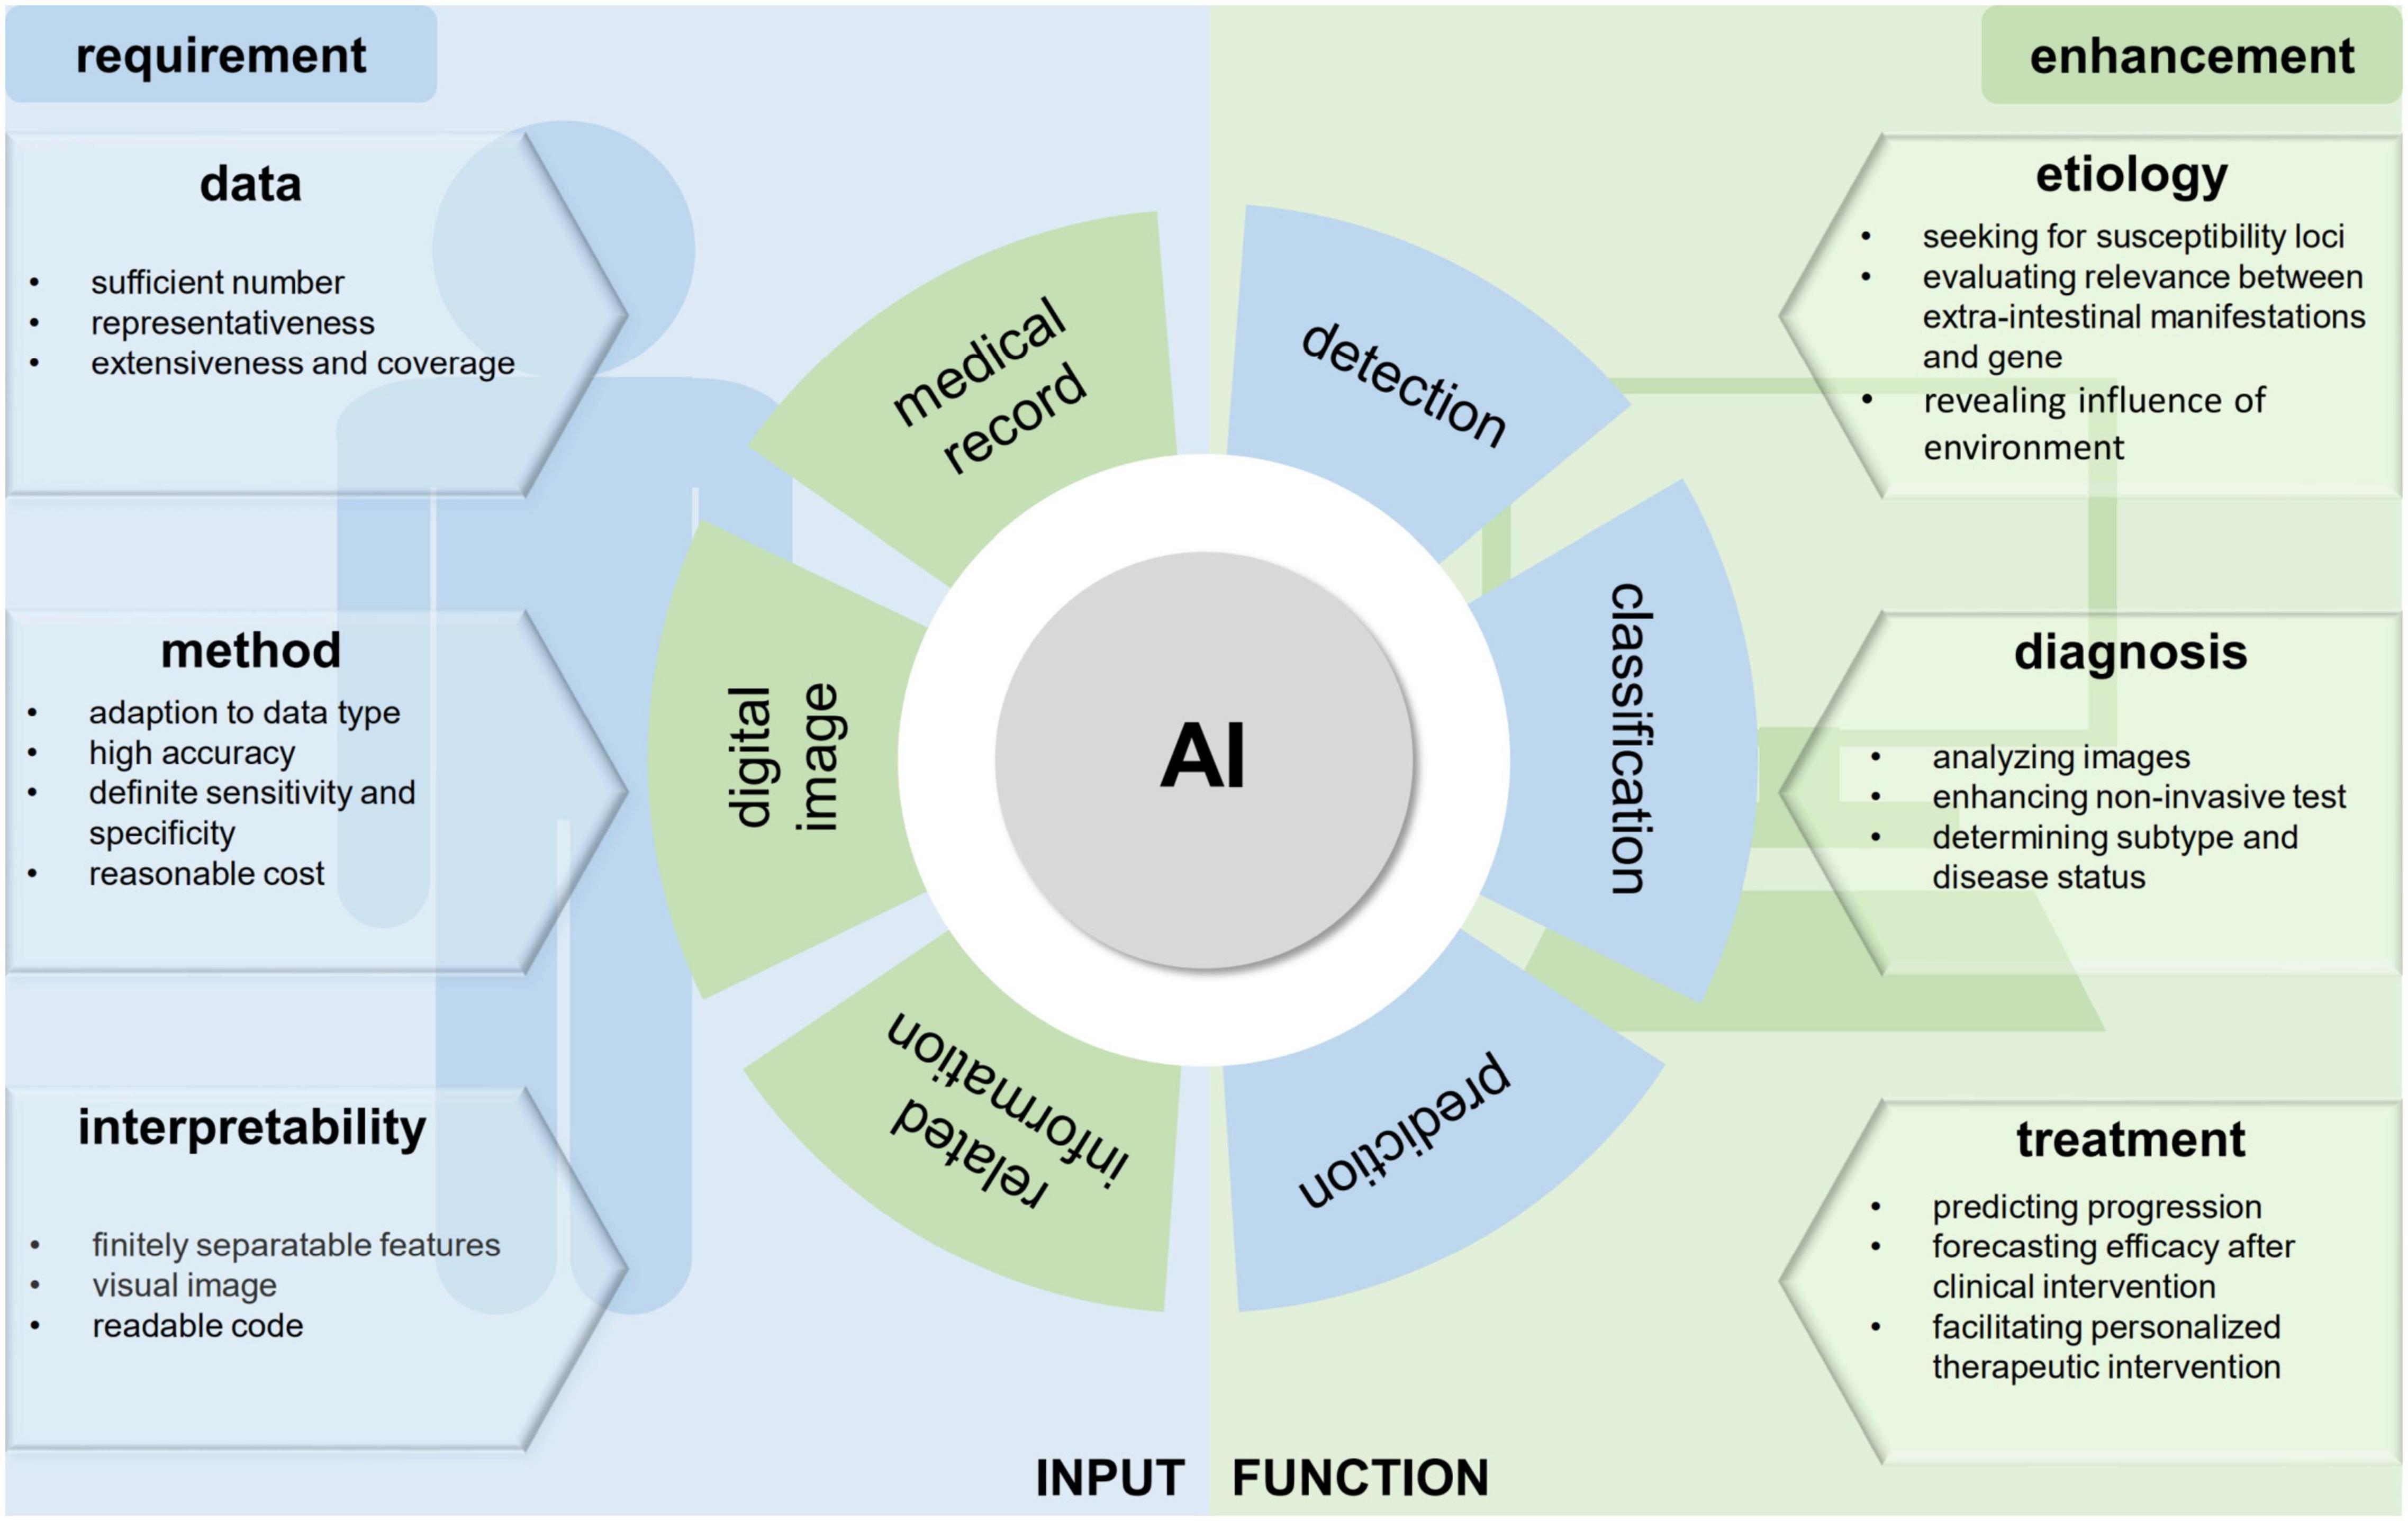 requirement
data
• sufficient number
• representativeness
• extensiveness and coverage
method
• adaption to data type
• high accuracy
• definite sensitivity and
specificity
• reasonable cost
interpretability
• finitely separatable features
• visual image
• readable code
medical
record
digital
image
related
information
AI
detection
classification
prediction
INPUT
FUNCTION
enhancement
etiology
• seeking for susceptibility loci
• evaluating relevance between
extra-intestinal manifestations
and gene
• revealing influence of
environment
diagnosis
• analyzing images
• enhancing non-invasive test
• determining subtype and
disease status
treatment
• predicting progression
• forecasting efficacy after
clinical intervention
• facilitating personalized
therapeutic intervention